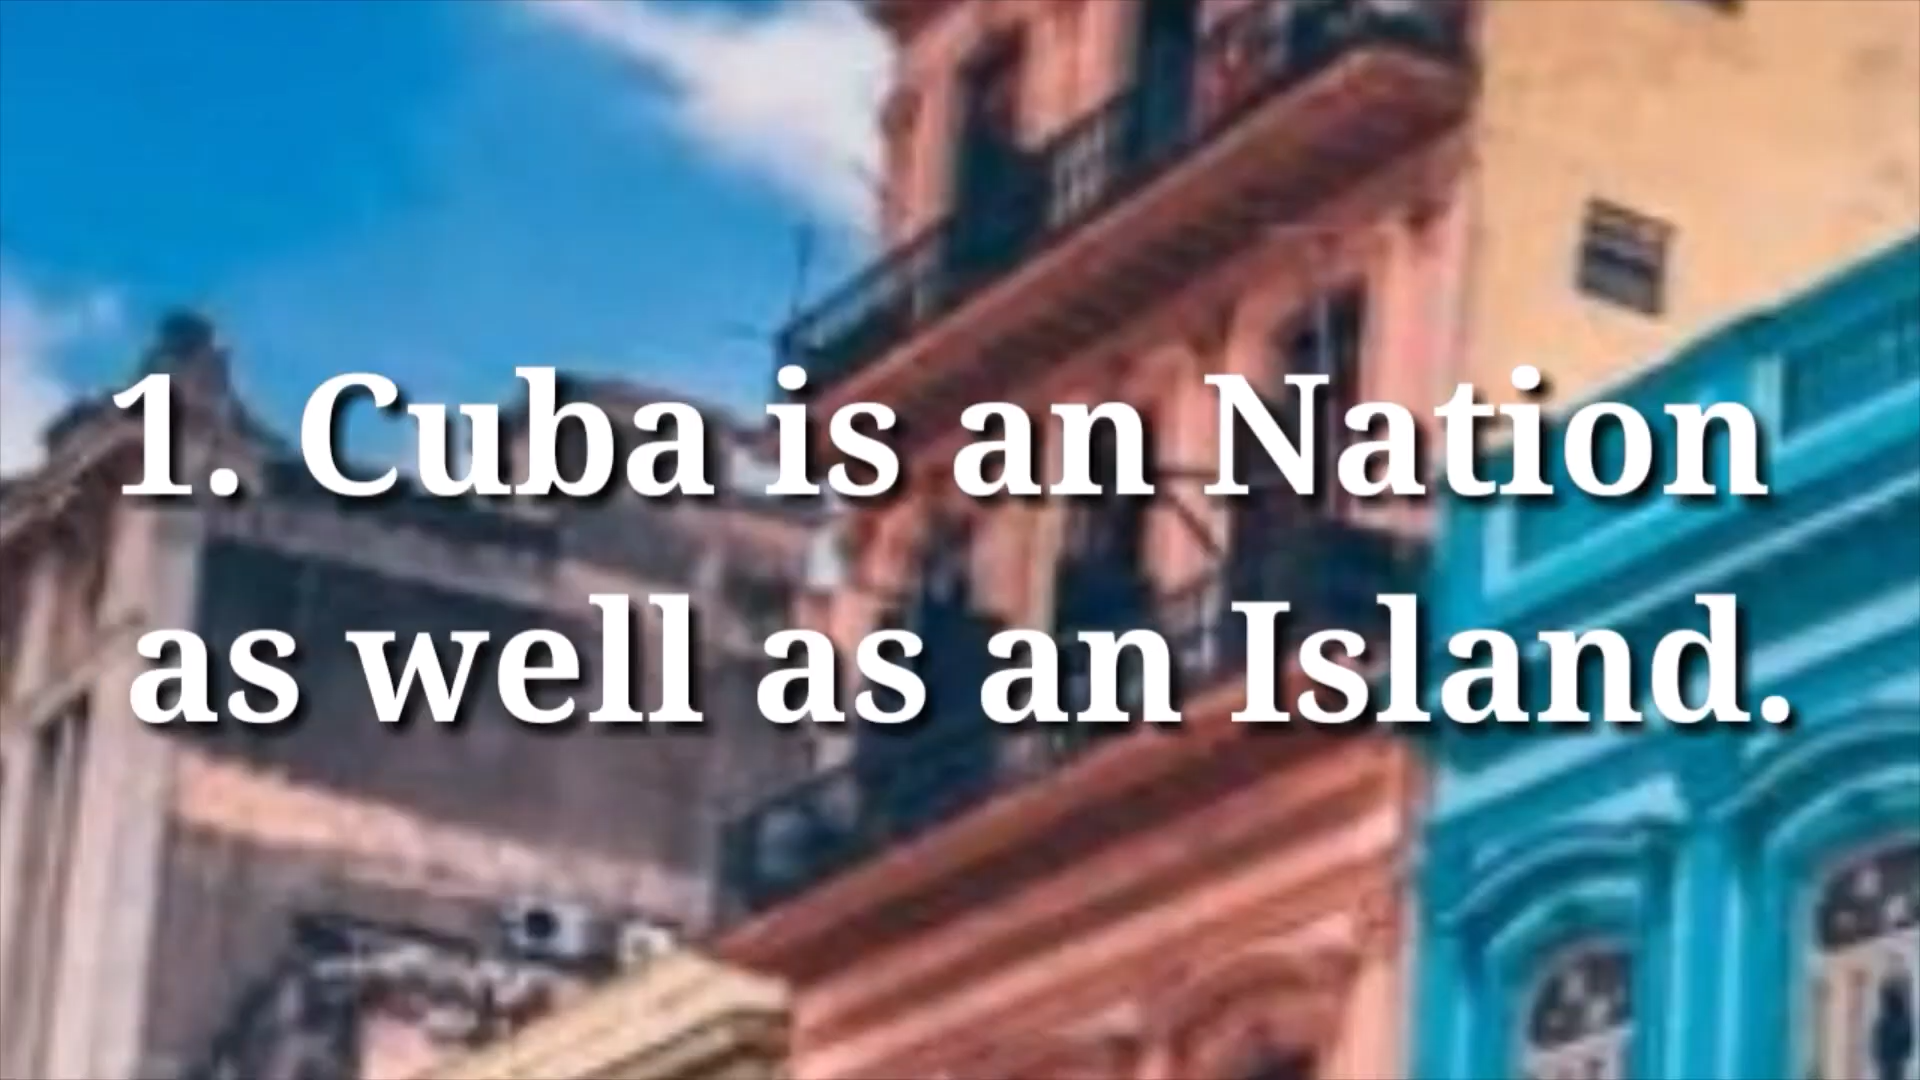 1. Cuba is an Nation
as well as an Island.